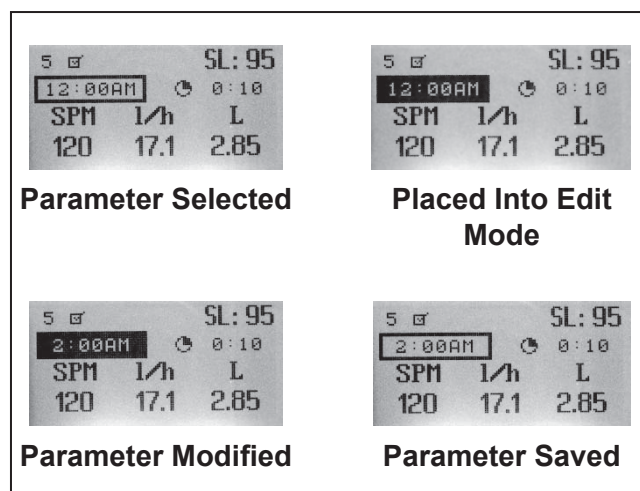 5 ☑ SL: 95
12:00AM 0:10
SPM l/h L
120 17.1 2.85
Parameter Selected
5 ☑ SL: 95
12:00AM 0:10
SPM l/h L
120 17.1 2.85
Placed Into Edit
Mode
5 ☑ SL: 95
2:00AM 0:10
SPM l/h L
120 17.1 2.85
Parameter Modified
5 ☑ SL: 95
2:00AM 0:10
SPM l/h L
120 17.1 2.85
Parameter Saved